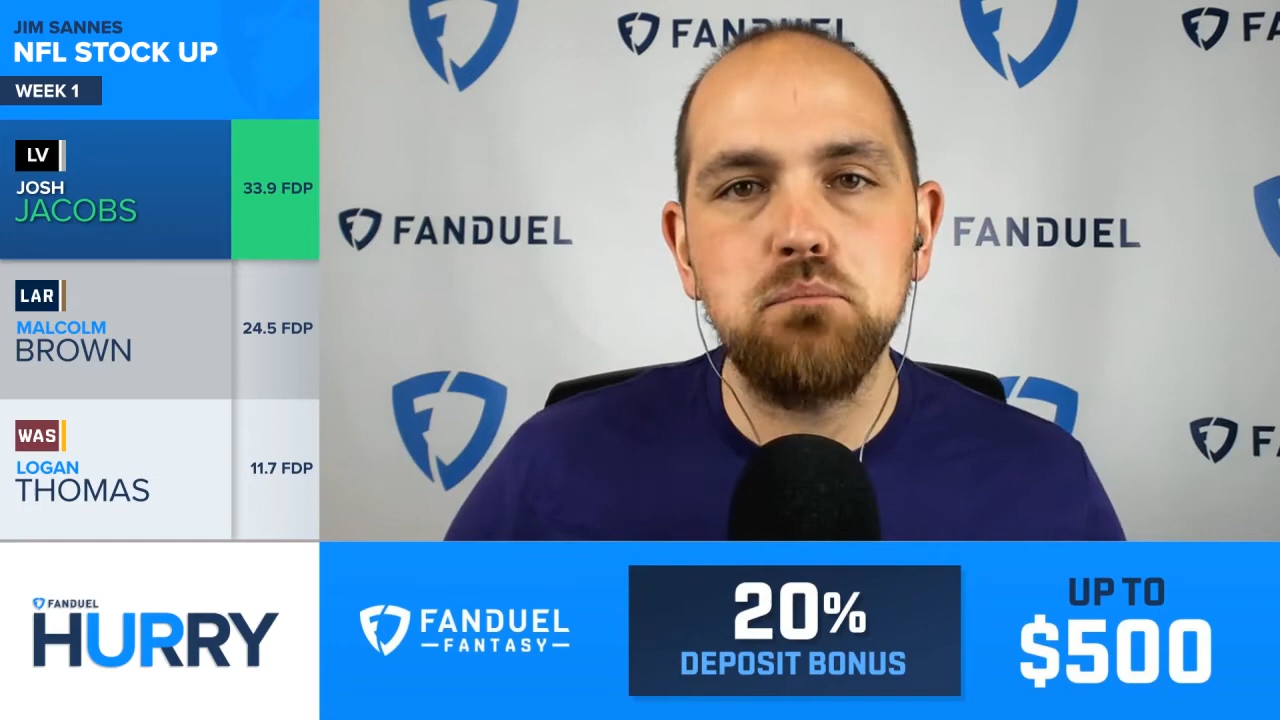 JIM SANNES
NFL STOCK UP
WEEK 1
LV
JOSH
JACOBS
33.9 FDP
LAR
MALCOLM
BROWN
24.5 FDP
WAS
LOGAN
THOMAS
11.7 FDP
FANDUEL
HURRY
FANDUEL
FA
FANDUEL
FANDUEL
F
FANDUEL
FANTASY
20%
DEPOSIT BONUS
UP TO
$500